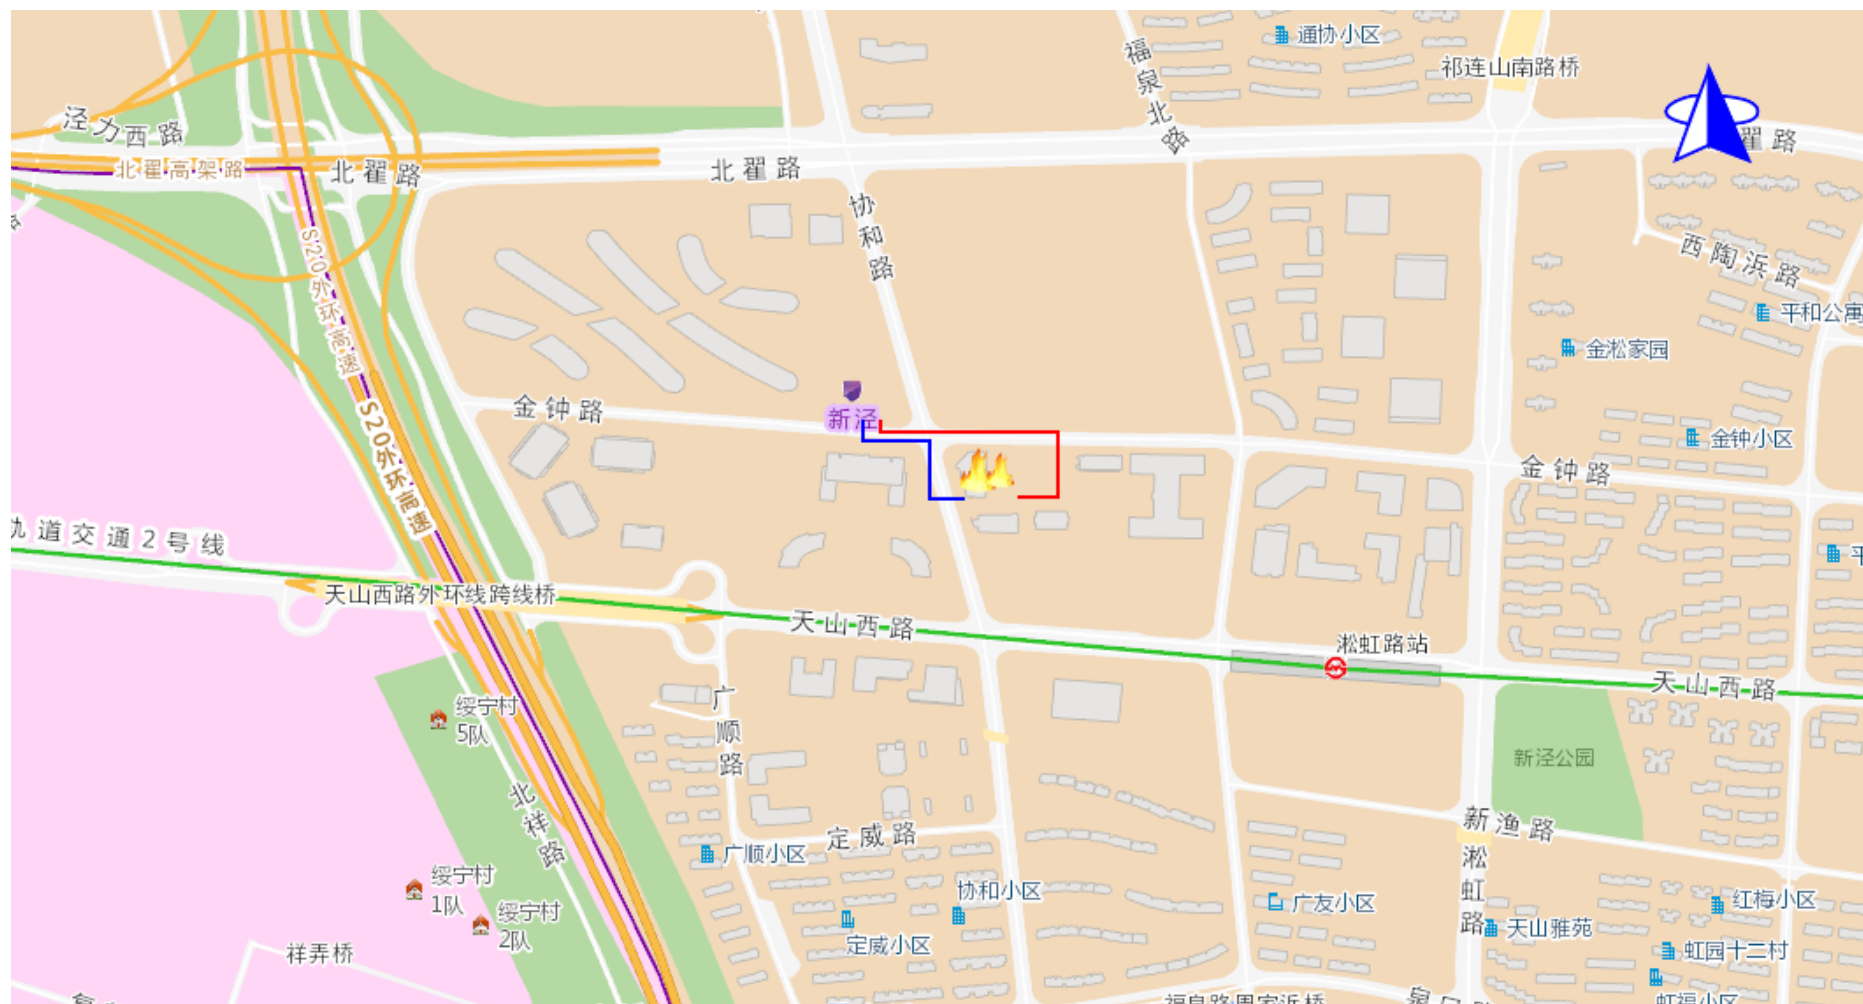 通协小区
祁连山南路桥
福泉北路
泾力西路
北翟高架路
北翟路
北翟路
翟路
协和路
西陶浜路
平和公寓
S20外环高速
金淞家园
金钟路
新泾
S20外环高速
金钟小区
金钟路
轨道交通2号线
天山西路外环线跨线桥
天山西路
淞虹路站
天山西路
绥宁村
5队
广顺路
新泾公园
北祥路
定威路
新渔路
广顺小区
淞虹路
绥宁村
1队
协和小区
广友小区
红梅小区
绥宁村
2队
定威小区
天山雅苑
虹园十二村
祥弄桥